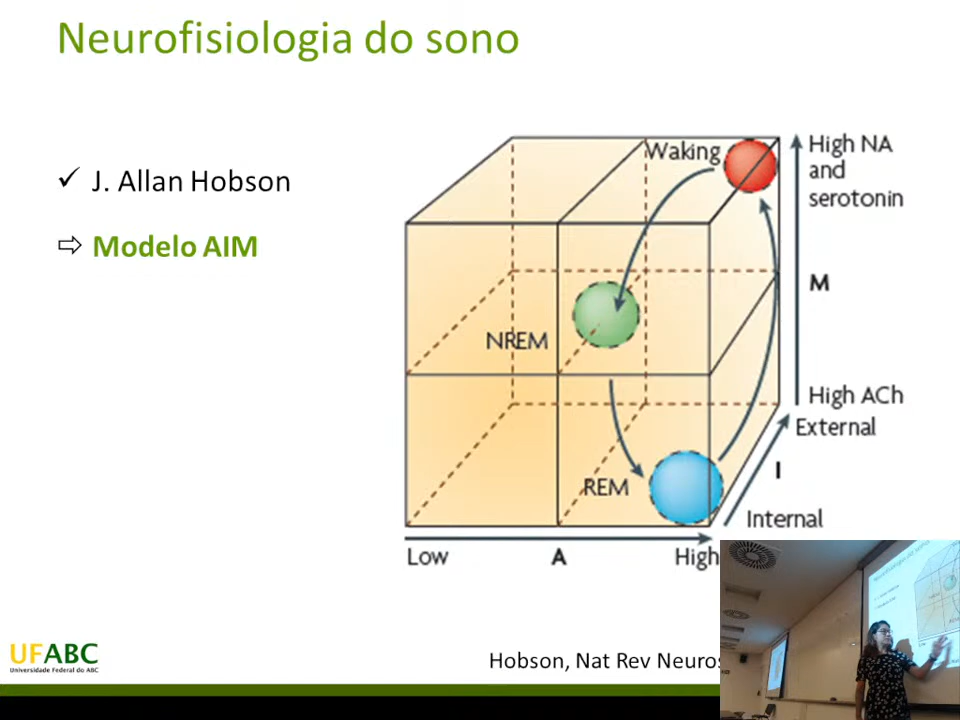 Neurofisiologia do sono
✓ J. Allan Hobson
⇨ Modelo AIM
Waking
High NA
and
serotonin
M
NREM
High ACh
External
REM
I
Internal
Low
A
High
UFABC
Universidade Federal do ABC
Hobson, Nat Rev